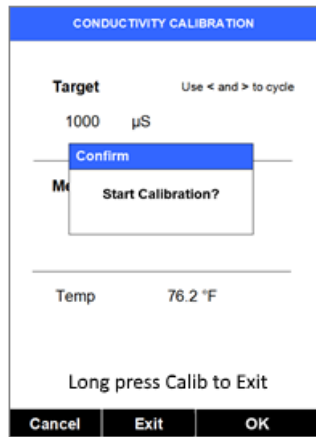 CONDUCTIVITY CALIBRATION
Target Use < and > to cycle
1000 µS
Confirm
Start Calibration?
Temp 76.2 °F
Long press Calib to Exit
Cancel Exit OK